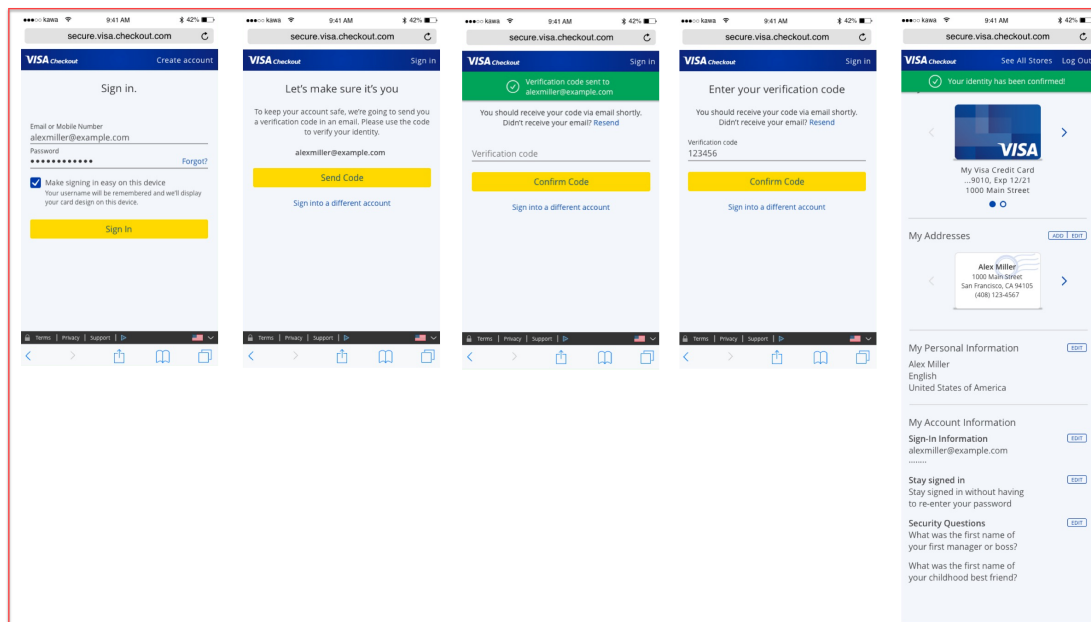 kawa 9:41 AM 42%
secure.visa.checkout.com
VISA Checkout Create account
Sign in.
Email or Mobile Number
alexmiller@example.com
Password
•••••••••••• Forgot?
Make signing in easy on this device
Your username will be remembered and we'll display
your card design on this device.
Sign In
Terms | Privacy | Support |
kawa 9:41 AM 42%
secure.visa.checkout.com
VISA Checkout Sign in
Let's make sure it's you
To keep your account safe, we're going to send you
a verification code in an email. Please use the code
to verify your identity.
alexmiller@example.com
Send Code
Sign into a different account
Terms | Privacy | Support |
kawa 9:41 AM 42%
secure.visa.checkout.com
VISA Checkout Sign in
Verification code sent to
alexmiller@example.com
You should receive your code via email shortly.
Didn't receive your email? Resend
Verification code
Confirm Code
Sign into a different account
Terms | Privacy | Support |
kawa 9:41 AM 42%
secure.visa.checkout.com
VISA Checkout Sign in
Enter your verification code
You should receive your code via email shortly.
Didn't receive your email? Resend
Verification code
123456
Confirm Code
Sign into a different account
Terms | Privacy | Support |
kawa 9:41 AM 42%
secure.visa.checkout.com
VISA Checkout See All Stores Log Out
Your identity has been confirmed!
VISA
My Visa Credit Card
...9010, Exp 12/21
1000 Main Street
My Addresses ADD | EDIT
Alex Miller
1000 Main Street
San Francisco, CA 94105
(408) 123-4567
My Personal Information EDIT
Alex Miller
English
United States of America
My Account Information
Sign-In Information EDIT
alexmiller@example.com
........
Stay signed in EDIT
Stay signed in without having
to re-enter your password
Security Questions EDIT
What was the first name of
your first manager or boss?
What was the first name of
your childhood best friend?